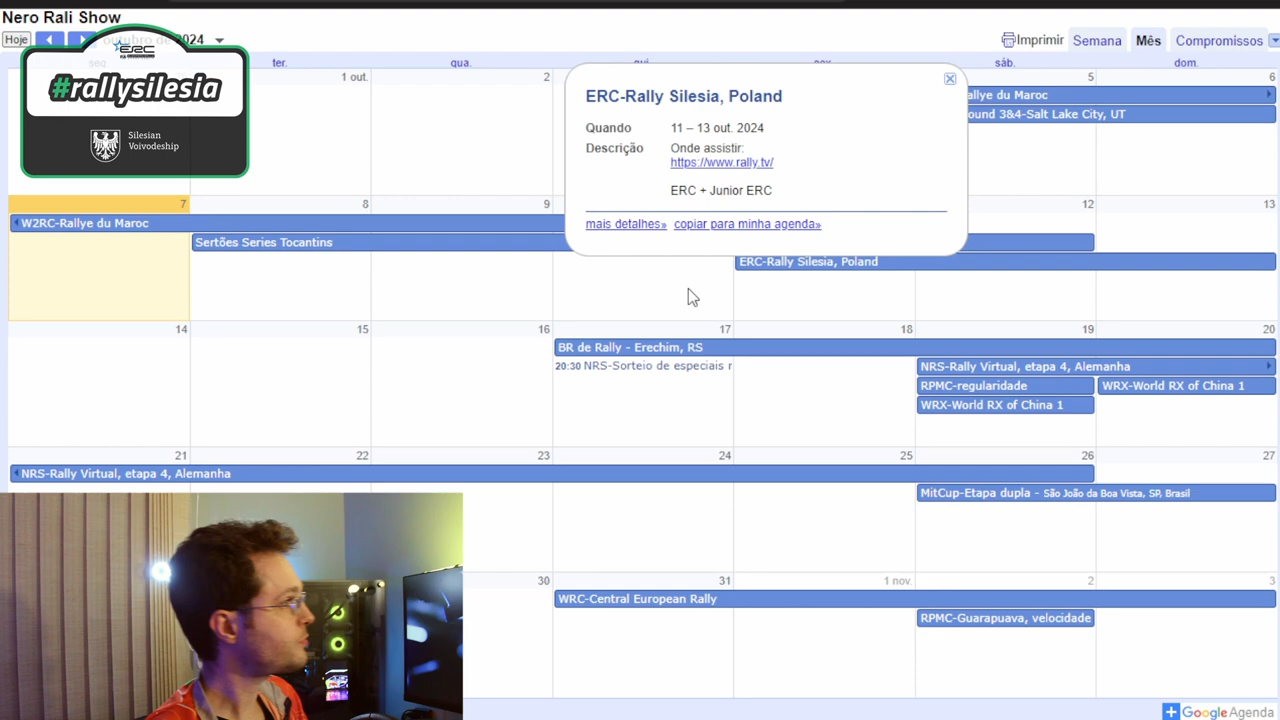 Nero Rali Show
Hoje
outubro de 2024
Imprimir
Semana
Mês
Compromissos
ERC
#rallysilesia
Silesian
Voivodeship
seg.
ter.
qua.
qui.
sex.
sáb.
dom.
1 out.
2
5
6
allye du Maroc
ound 3&4-Salt Lake City, UT
ERC-Rally Silesia, Poland
Quando
11 – 13 out. 2024
Descrição
Onde assistir:
https://www.rally.tv/
ERC + Junior ERC
mais detalhes»
copiar para minha agenda»
7
8
9
12
13
W2RC-Rallye du Maroc
Sertões Series Tocantins
ERC-Rally Silesia, Poland
14
15
16
17
18
19
20
BR de Rally - Erechim, RS
20:30 NRS-Sorteio de especiais r
NRS-Rally Virtual, etapa 4, Alemanha
RPMC-regularidade
WRX-World RX of China 1
WRX-World RX of China 1
21
22
23
24
25
26
27
NRS-Rally Virtual, etapa 4, Alemanha
MitCup-Etapa dupla - São João da Boa Vista, SP, Brasil
30
31
1 nov.
2
3
WRC-Central European Rally
RPMC-Guarapuava, velocidade
Google Agenda